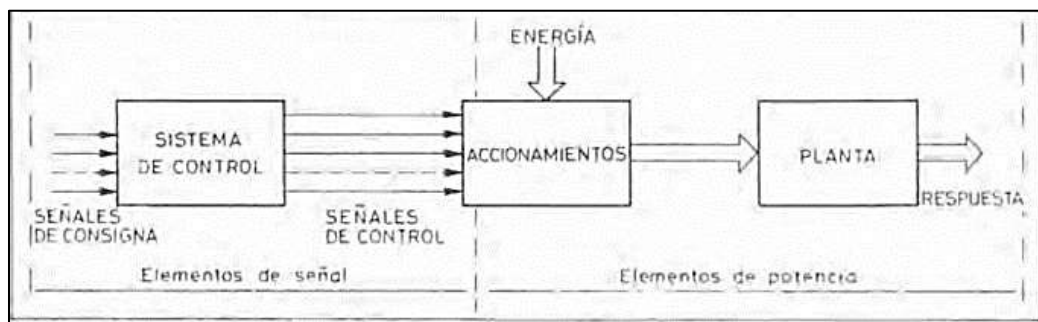 ENERGÍA
SISTEMA
DE CONTROL
ACCIONAMIENTOS
PLANTA
RESPUESTA
SEÑALES
DE CONSIGNA
SEÑALES
DE CONTROL
Elementos de señal
Elementos de potencia